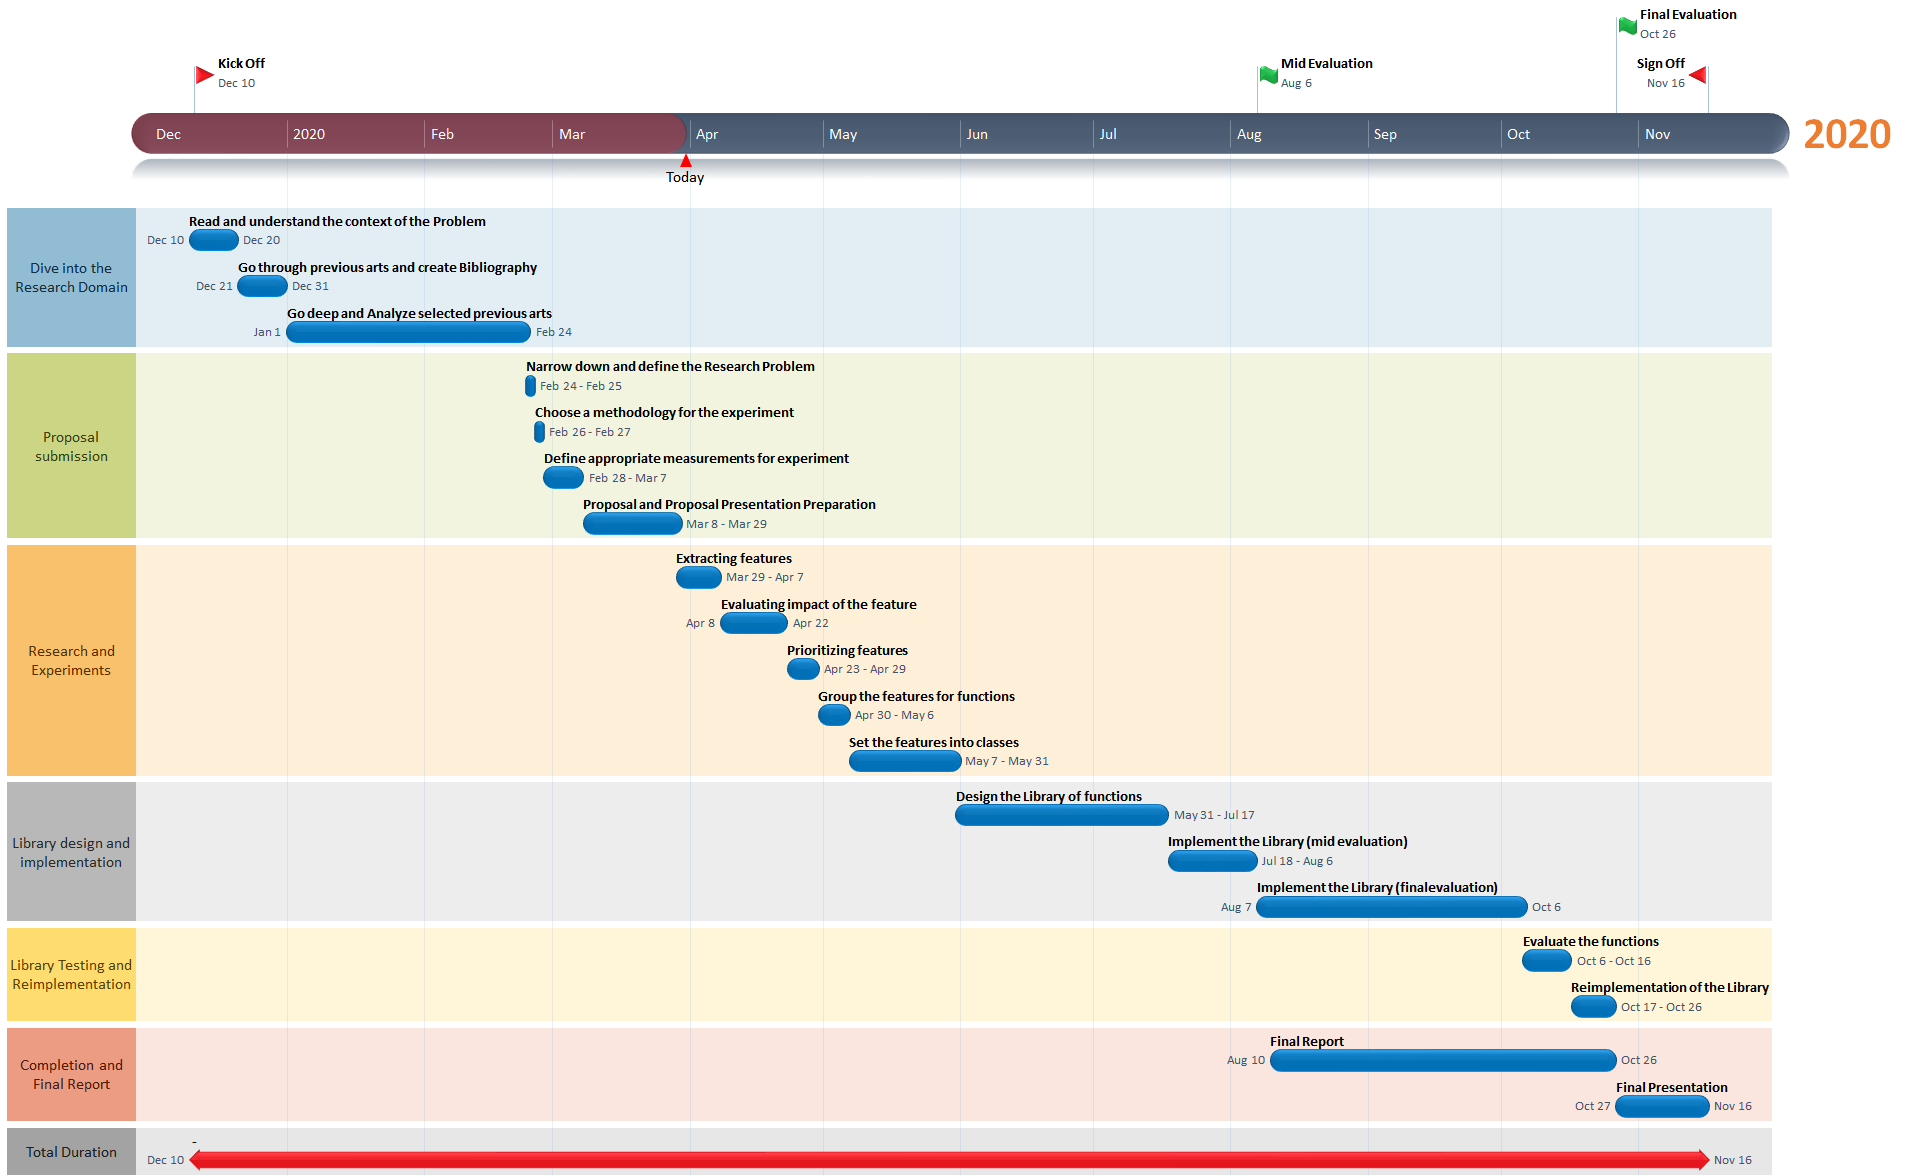 Final Evaluation
Oct 26
Kick Off
Dec 10
Mid Evaluation
Aug 6
Sign Off
Nov 16
Dec 2020 Feb Mar Apr May Jun Jul Aug Sep Oct Nov
2020
Today
Dive into the
Research Domain
Read and understand the context of the Problem
Dec 10 Dec 20
Go through previous arts and create Bibliography
Dec 21 Dec 31
Go deep and Analyze selected previous arts
Jan 1 Feb 24
Proposal
submission
Narrow down and define the Research Problem
Feb 24 - Feb 25
Choose a methodology for the experiment
Feb 26 - Feb 27
Define appropriate measurements for experiment
Feb 28 - Mar 7
Proposal and Proposal Presentation Preparation
Mar 8 - Mar 29
Research and
Experiments
Extracting features
Mar 29 - Apr 7
Evaluating impact of the feature
Apr 8 Apr 22
Prioritizing features
Apr 23 - Apr 29
Group the features for functions
Apr 30 - May 6
Set the features into classes
May 7 - May 31
Library design and
implementation
Design the Library of functions
May 31 - Jul 17
Implement the Library (mid evaluation)
Jul 18 - Aug 6
Implement the Library (finalevaluation)
Aug 7 Oct 6
Library Testing and
Reimplementation
Evaluate the functions
Oct 6 - Oct 16
Reimplementation of the Library
Oct 17 - Oct 26
Completion and
Final Report
Final Report
Aug 10 Oct 26
Final Presentation
Oct 27 Nov 16
Total Duration
-
Dec 10 Nov 16